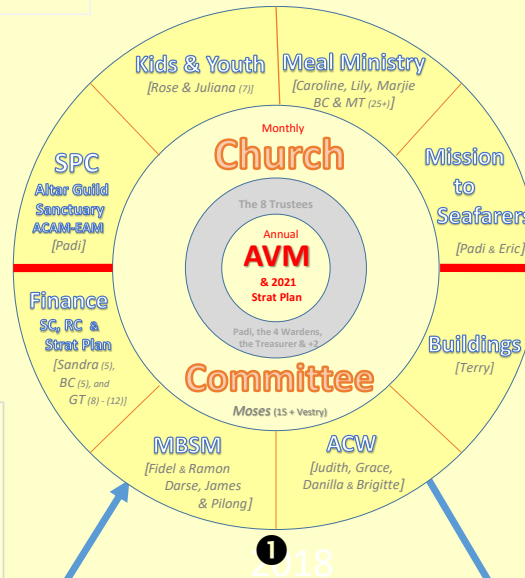 Kids & Youth
[Rose & Juliana (7)]
Meal Ministry
[Caroline, Lily, Marjie
BC & MT (25+)]
Monthly
Church
SPC
Altar Guild
Sanctuary
ACAM-EAM
[Padi]
Mission
to
Seafarers
[Padi & Eric]
The 8 Trustees
Annual
AVM
& 2021
Strat Plan
Padi, the 4 Wardens,
the Treasurer & +2
Finance
SC, RC &
Strat Plan
[Sandra (5),
BC (5), and
GT (8) - (12)]
Buildings
[Terry]
Committee
Moses (15 + Vestry)
MBSM
[Fidel & Ramon
Darse, James
& Pilong]
ACW
[Judith, Grace,
Danilla & Brigitte]
1
2018